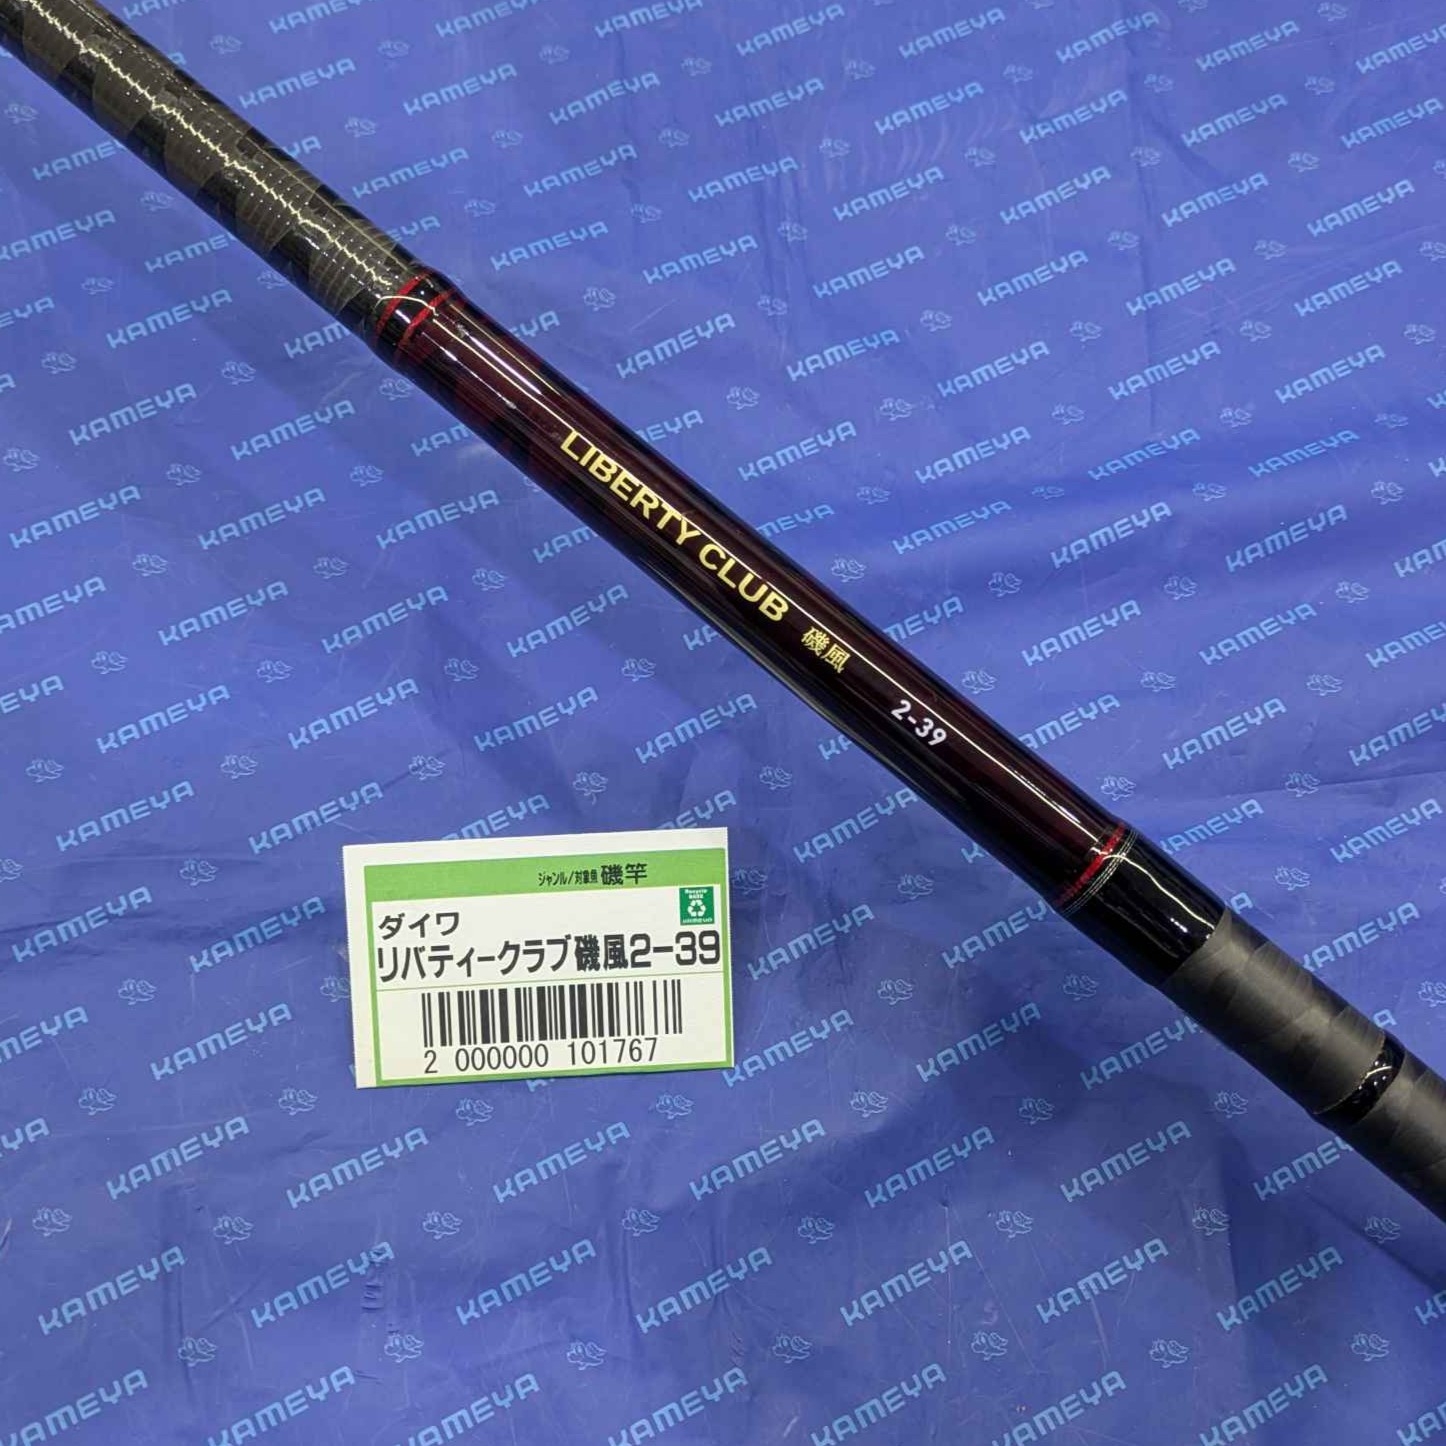 LIBERTY CLUB 磯風 2-39
ジャンル/対象魚 磯竿
ダイワ
リバティークラブ磯風2-39
2 000000 101767
KAMEYA